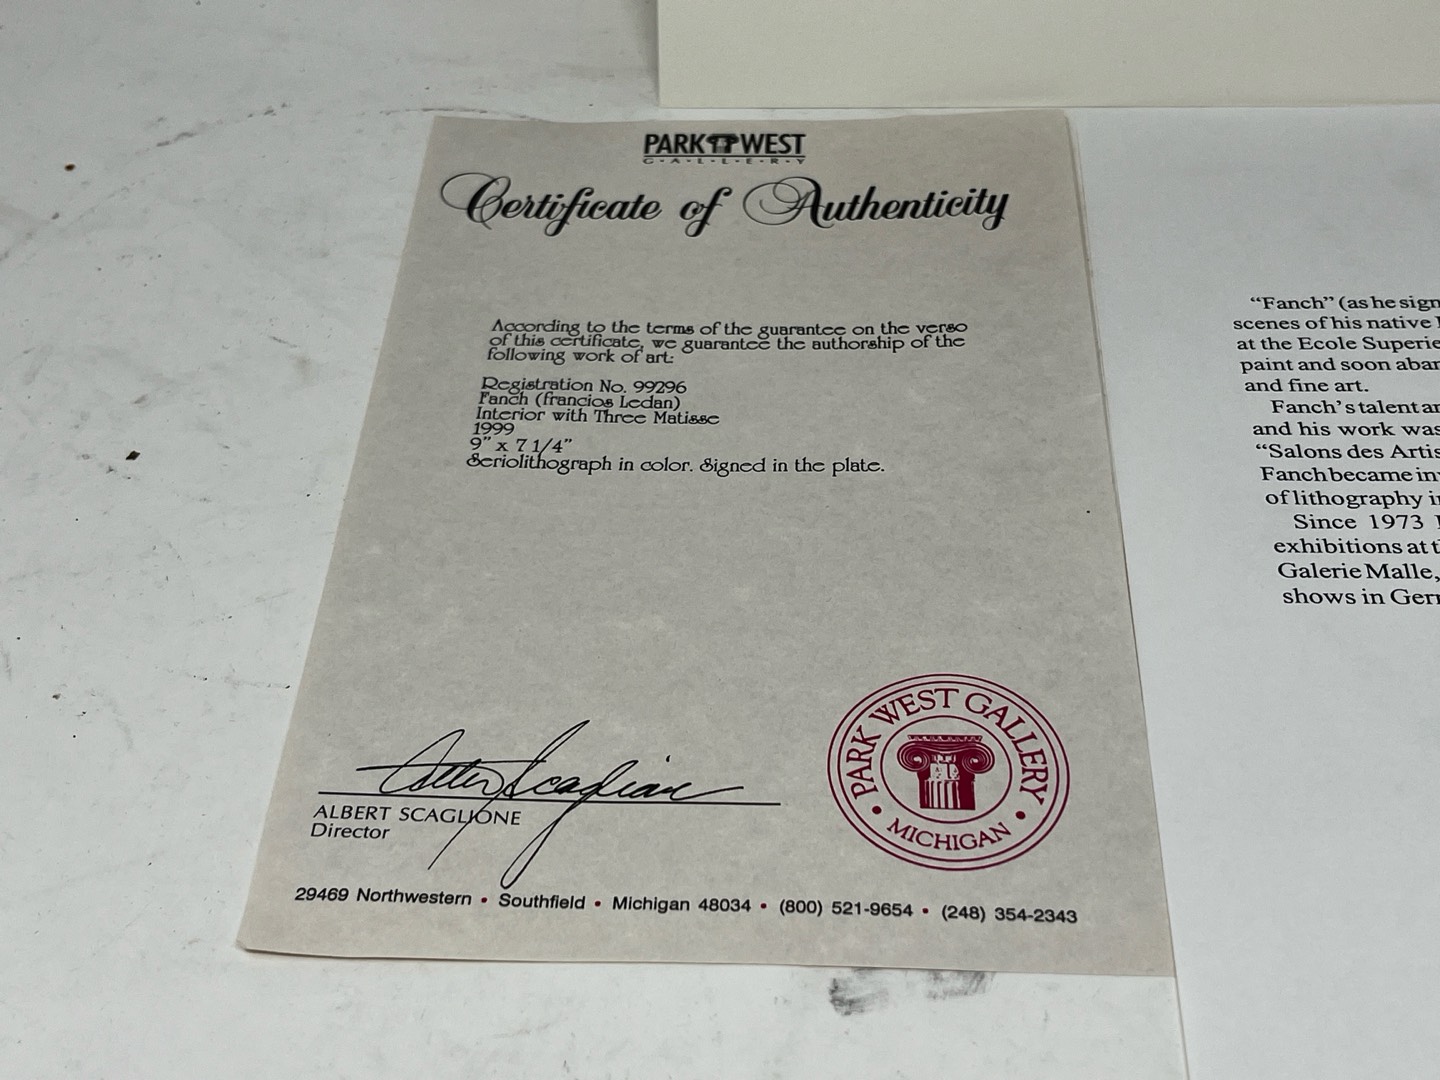 PARK WEST
G·A·L·L·E·R·Y
Certificate of Authenticity
According to the terms of the guarantee on the verso
of this certificate, we guarantee the authorship of the
following work of art:
Registration No. 99296
Fanch (francios Ledan)
Interior with Three Matisse
1999
9" x 7 1/4"
Seriolithograph in color. Signed in the plate.
Albert Scaglione
ALBERT SCAGLIONE
Director
PARK WEST GALLERY
• MICHIGAN •
29469 Northwestern • Southfield • Michigan 48034 • (800) 521-9654 • (248) 354-2343
"Fanch" (as he sign
scenes of his native
at the Ecole Superie
paint and soon aban
and fine art.
Fanch's talent an
and his work was
"Salons des Artis
Fanch became inv
of lithography in
Since 1973
exhibitions at t
Galerie Malle,
shows in Ger